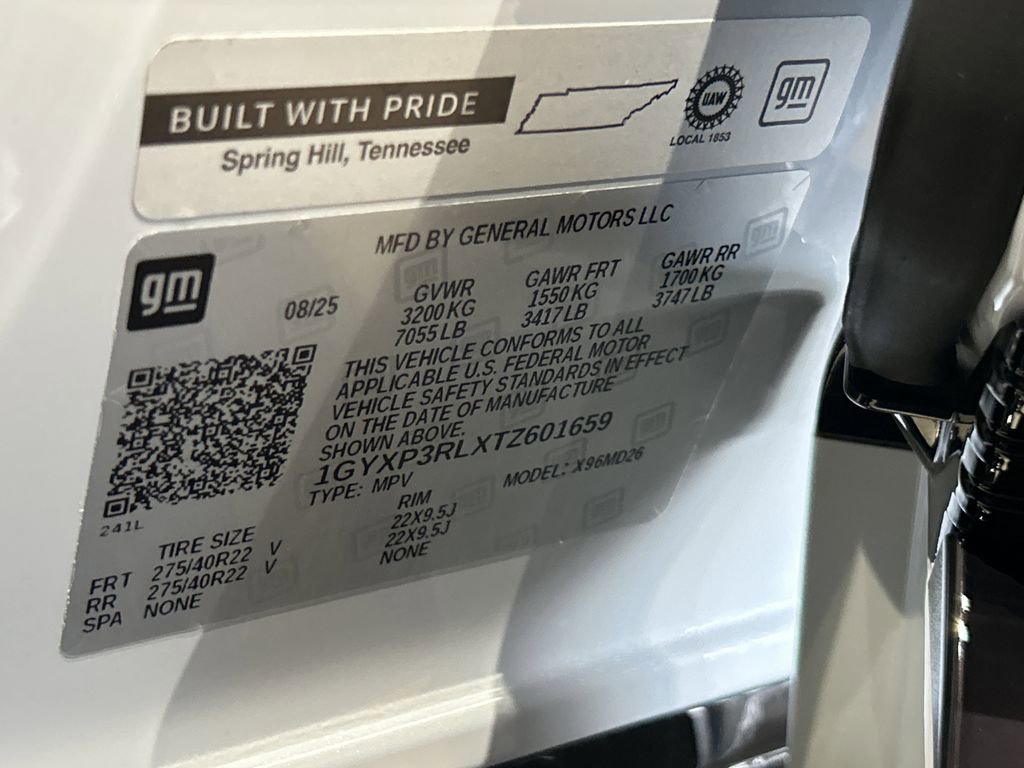 BUILT WITH PRIDE
Spring Hill, Tennessee
UAW
LOCAL 1853
gm
MFD BY GENERAL MOTORS LLC
gm
08/25
GVWR
3200 KG
7055 LB
GAWR FRT
1550 KG
3417 LB
GAWR RR
1700 KG
3747 LB
THIS VEHICLE CONFORMS TO ALL
APPLICABLE U.S. FEDERAL MOTOR
VEHICLE SAFETY STANDARDS IN EFFECT
ON THE DATE OF MANUFACTURE
SHOWN ABOVE.
1GYXP3RLXTZ601659
TYPE: MPV MODEL: X96MD26
241L
TIRE SIZE RIM
FRT 275/40R22 V 22X9.5J
RR 275/40R22 V 22X9.5J
SPA NONE NONE